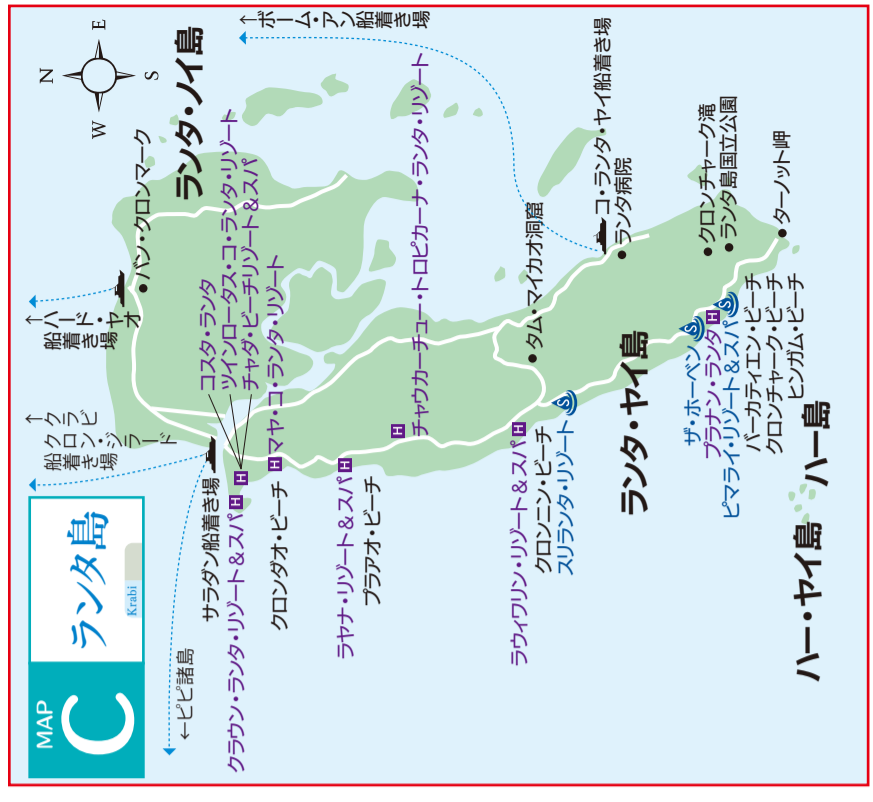 MAP
C
ランタ島
Krabi
N
E
S
W
↑ボーム・アン船着き場
ランタ・ノイ島
↑ハード・ヤオ
船着き場
バン・クロンマーク
↑クラビ
クロン・ジラード
船着き場
←ピピ諸島
サラダン船着き場
コスタ・ランタ
ツインロータス・コ・ランタ・リゾート
チャダ・ビーチリゾート&スパ
クラウン・ランタ・リゾート&スパ
H
H
H
マヤ・コ・ランタ・リゾート
クロンダオ・ビーチ
ラヤナ・リゾート&スパ
H
プラアオ・ビーチ
H
チャウカーチュー・トロピカーナ・ランタ・リゾート
ラウィワリン・リゾート&スパ
H
クロンニン・ビーチ
スリランタ・リゾート
S
タム・マイカオ洞窟
コ・ランタ・ヤイ船着き場
ランタ病院
ランタ・ヤイ島
ザ・ホーベン
S
プラナン・ランタ
H
ピマライ・リゾート&スパ
S
バーカティエン・ビーチ
クロンチャーク・ビーチ
ヒンガム・ビーチ
クロンチャーク滝
ランタ島国立公園
ターノット岬
ハー・ヤイ島
ハー島